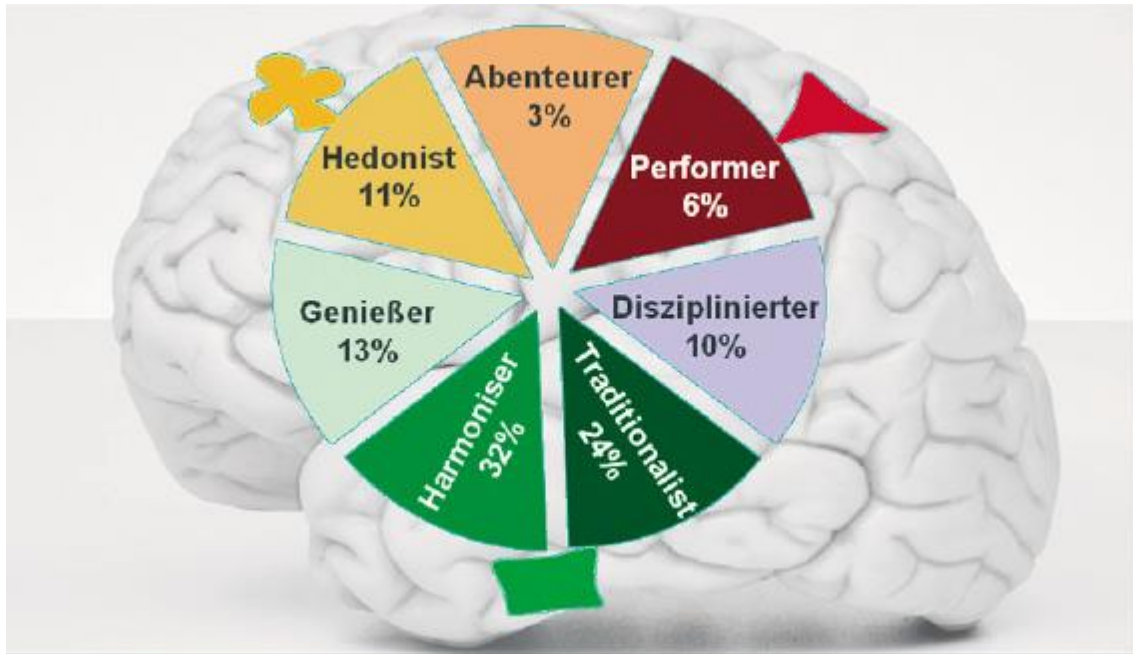 Abenteurer
3%
Performer
6%
Disziplinierter
10%
Traditionalist
24%
Harmoniser
32%
Genießer
13%
Hedonist
11%